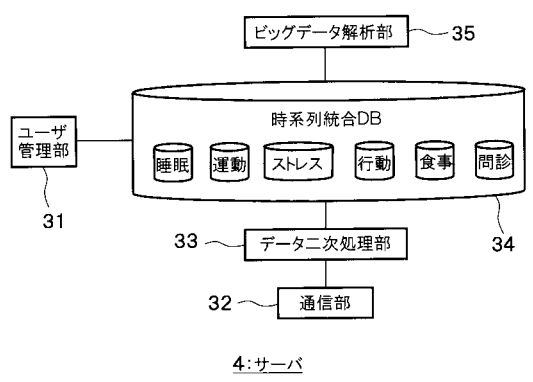 ビッグデータ解析部
35
時系列統合DB
ユーザ
管理部
31
睡眠
運動
ストレス
行動
食事
問診
34
33
データ二次処理部
32
通信部
4:サーバ